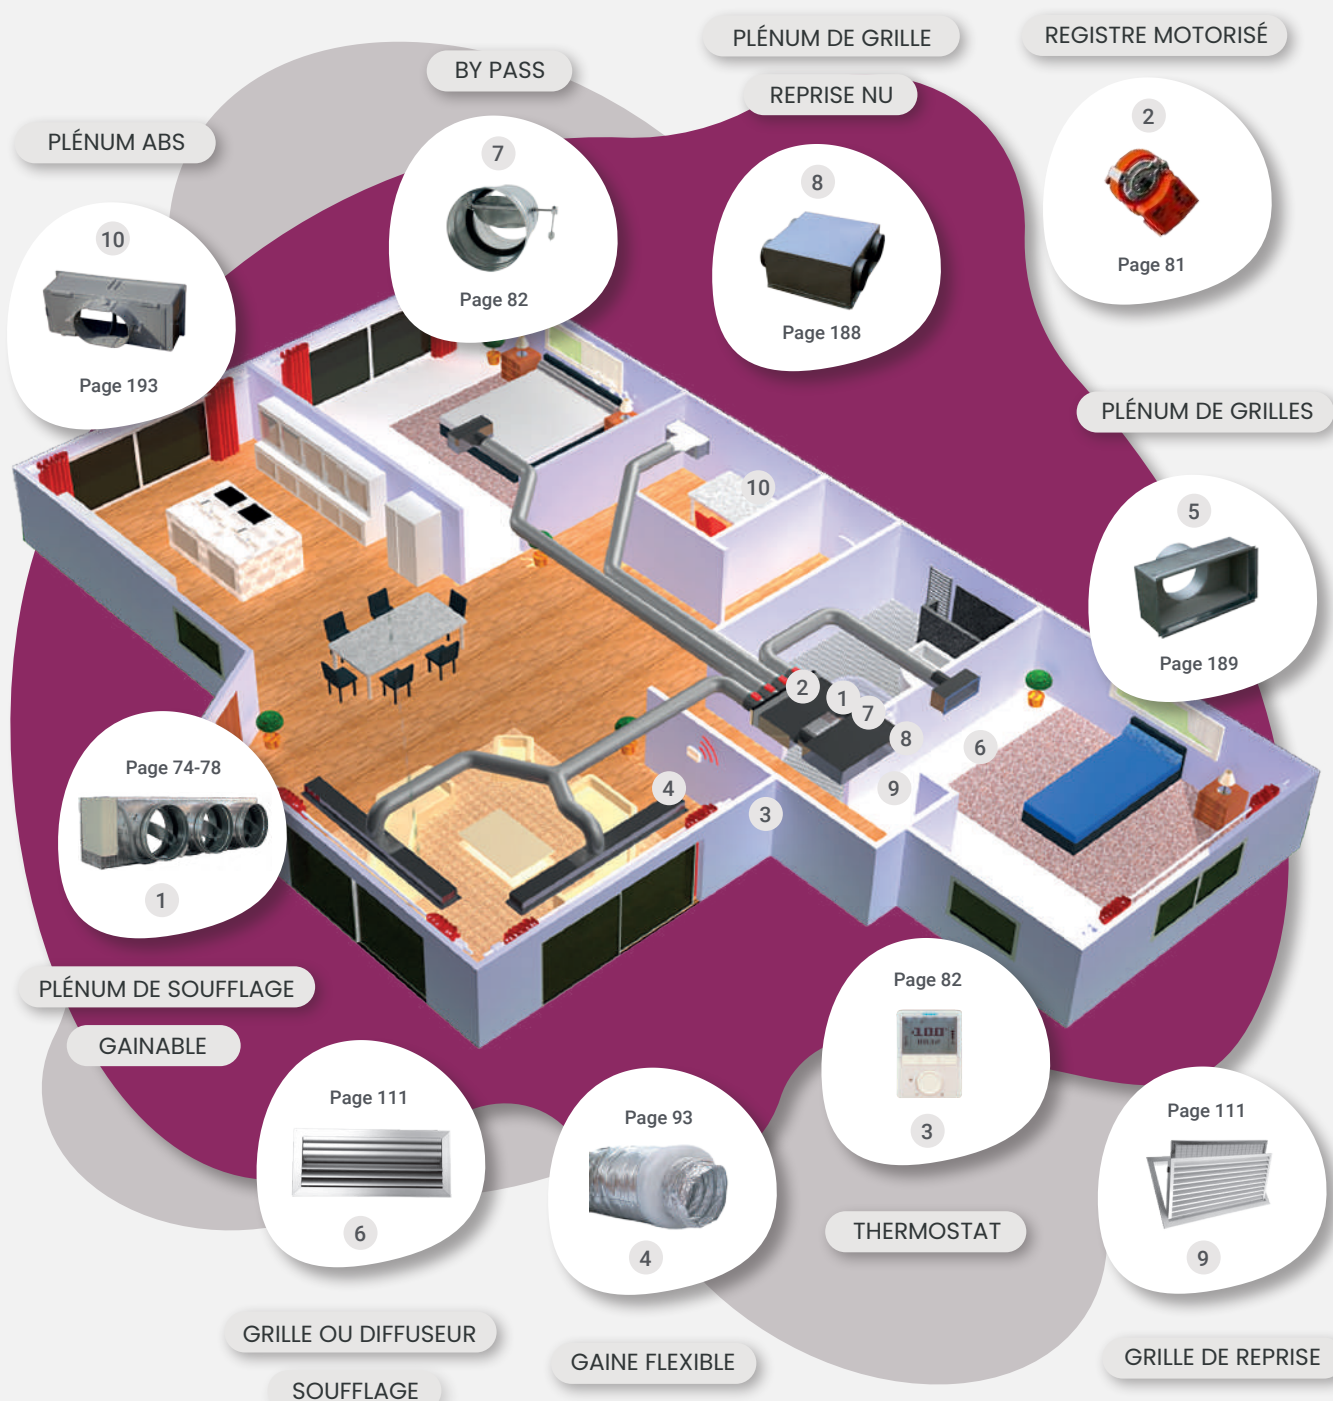 PLÉNUM DE GRILLE
REPRISE NU
8
Page 188
REGISTRE MOTORISÉ
2
Page 81
BY PASS
7
Page 82
PLÉNUM ABS
10
Page 193
PLÉNUM DE GRILLES
5
Page 189
10
2
1
7
8
6
9
4
3
Page 74-78
1
PLÉNUM DE SOUFFLAGE
GAINABLE
Page 82
3
THERMOSTAT
Page 111
6
GRILLE OU DIFFUSEUR
SOUFFLAGE
Page 93
4
GAINE FLEXIBLE
Page 111
9
GRILLE DE REPRISE